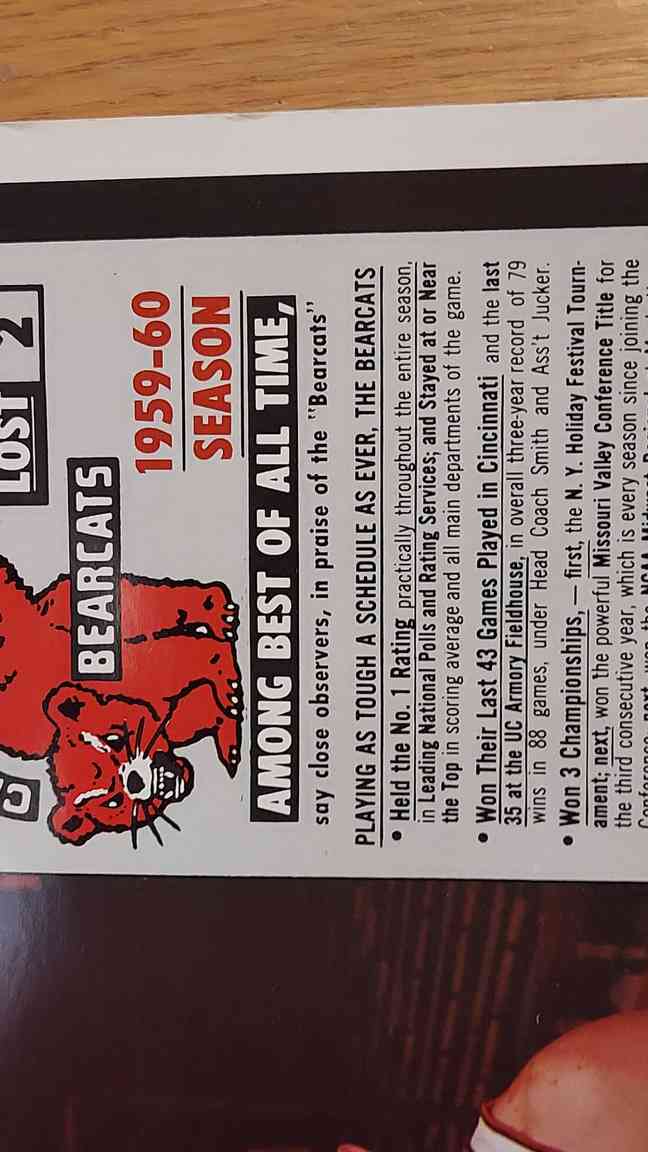 LOST 2
C
BEARCATS
1959-60
SEASON
AMONG BEST OF ALL TIME,
say close observers, in praise of the "Bearcats"
PLAYING AS TOUGH A SCHEDULE AS EVER, THE BEARCATS
• Held the No. 1 Rating practically throughout the entire season,
in Leading National Polls and Rating Services; and Stayed at or Near
the Top in scoring average and all main departments of the game.
• Won Their Last 43 Games Played in Cincinnati and the last
35 at the UC Armory Fieldhouse, in overall three-year record of 79
wins in 88 games, under Head Coach Smith and Ass't Jucker.
• Won 3 Championships, — first, the N. Y. Holiday Festival Tourn-
ament; next, won the powerful Missouri Valley Conference Title for
the third consecutive year, which is every season since joining the